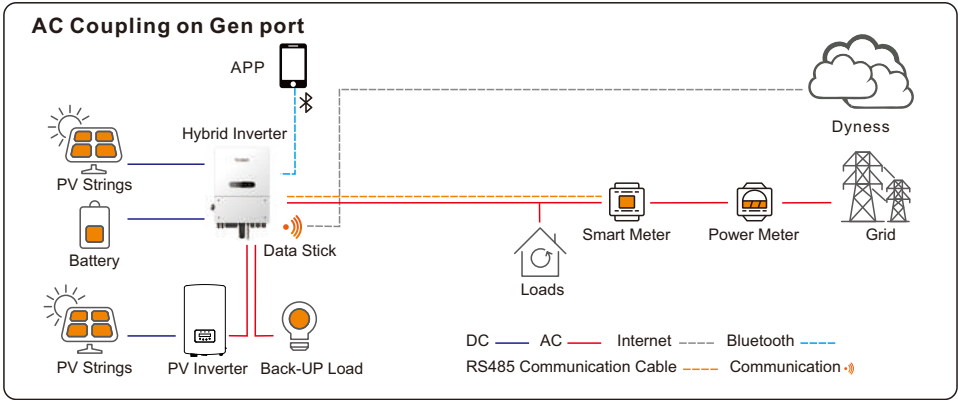 AC Coupling on Gen port
APP
Dyness
Hybrid Inverter
PV Strings
Battery
Data Stick
Smart Meter
Power Meter
Grid
Loads
PV Strings
PV Inverter
Back-UP Load
DC AC Internet Bluetooth
RS485 Communication Cable Communication